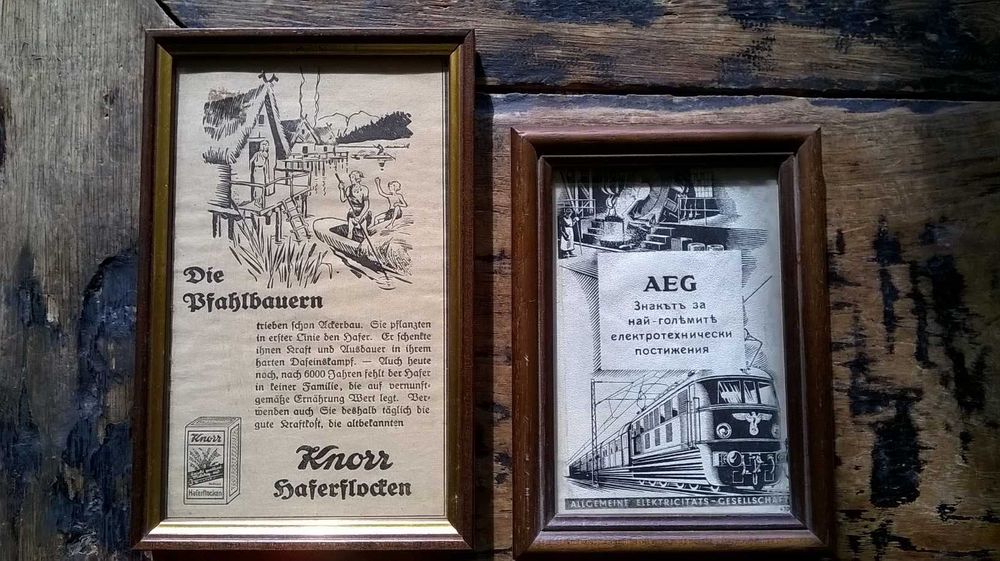 Die
Pfahlbauern
trieben schon Ackerbau. Sie pflanzten
in erster Linie den Hafer. Er schenkte
ihnen Kraft und Ausdauer in ihrem
harten Daseinskampf. — Auch heute
noch, nach 6000 Jahren fehlt der Hafer
in keiner Familie, die auf vernunft-
gemäße Ernährung Wert legt. Ver-
wenden auch Sie deshalb täglich die
gute Kraftkost, die altbekannten
Knorr
Haferflocken
Knorr
Haferflocken
AEG
Знакътъ за
най-голѣмитѣ
електротехнически
постижения
ALLGEMEINE ELEKTRICITÄTS-GESELLSCHAFT